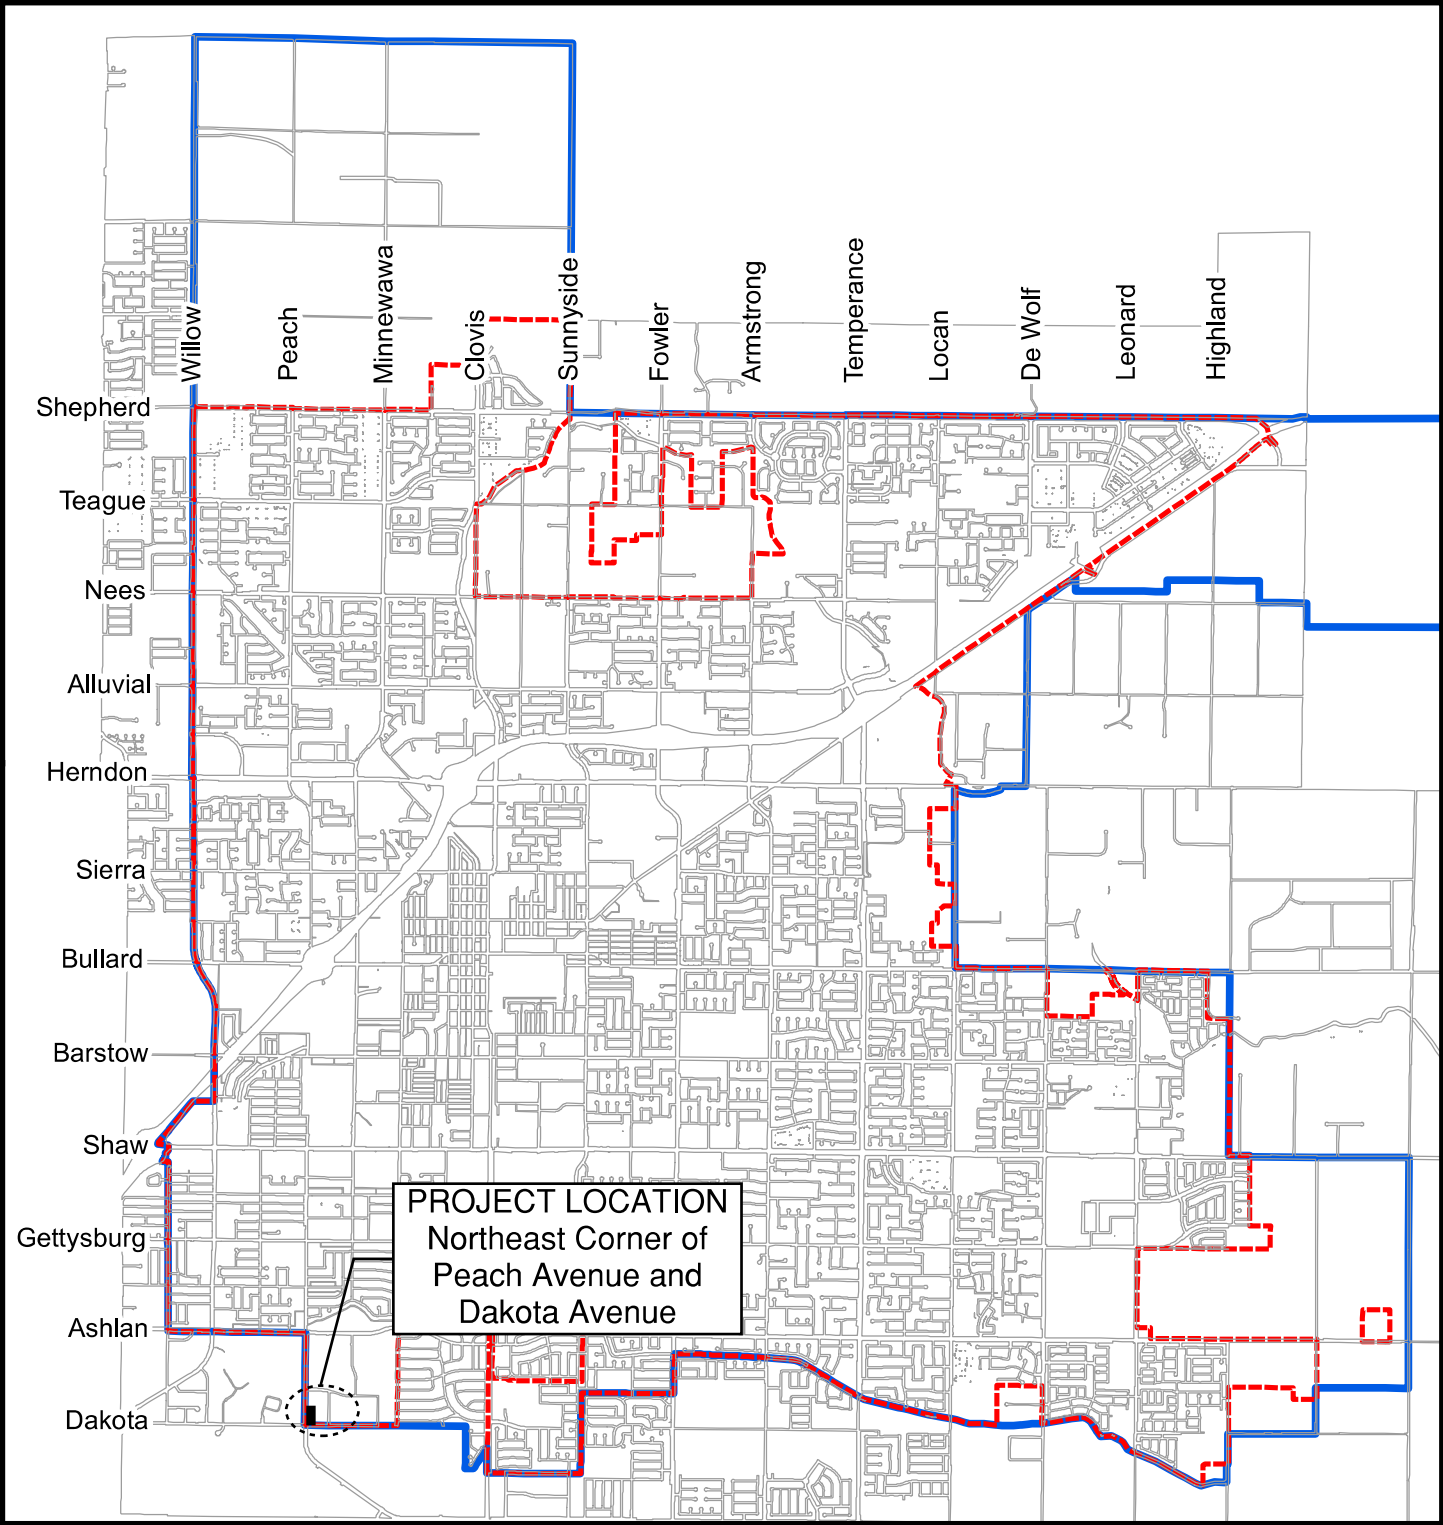 Willow
Peach
Minnewawa
Clovis
Sunnyside
Fowler
Armstrong
Temperance
Locan
De Wolf
Leonard
Highland
Shepherd
Teague
Nees
Alluvial
Herndon
Sierra
Bullard
Barstow
Shaw
Gettysburg
Ashlan
Dakota
PROJECT LOCATION
Northeast Corner of
Peach Avenue and
Dakota Avenue